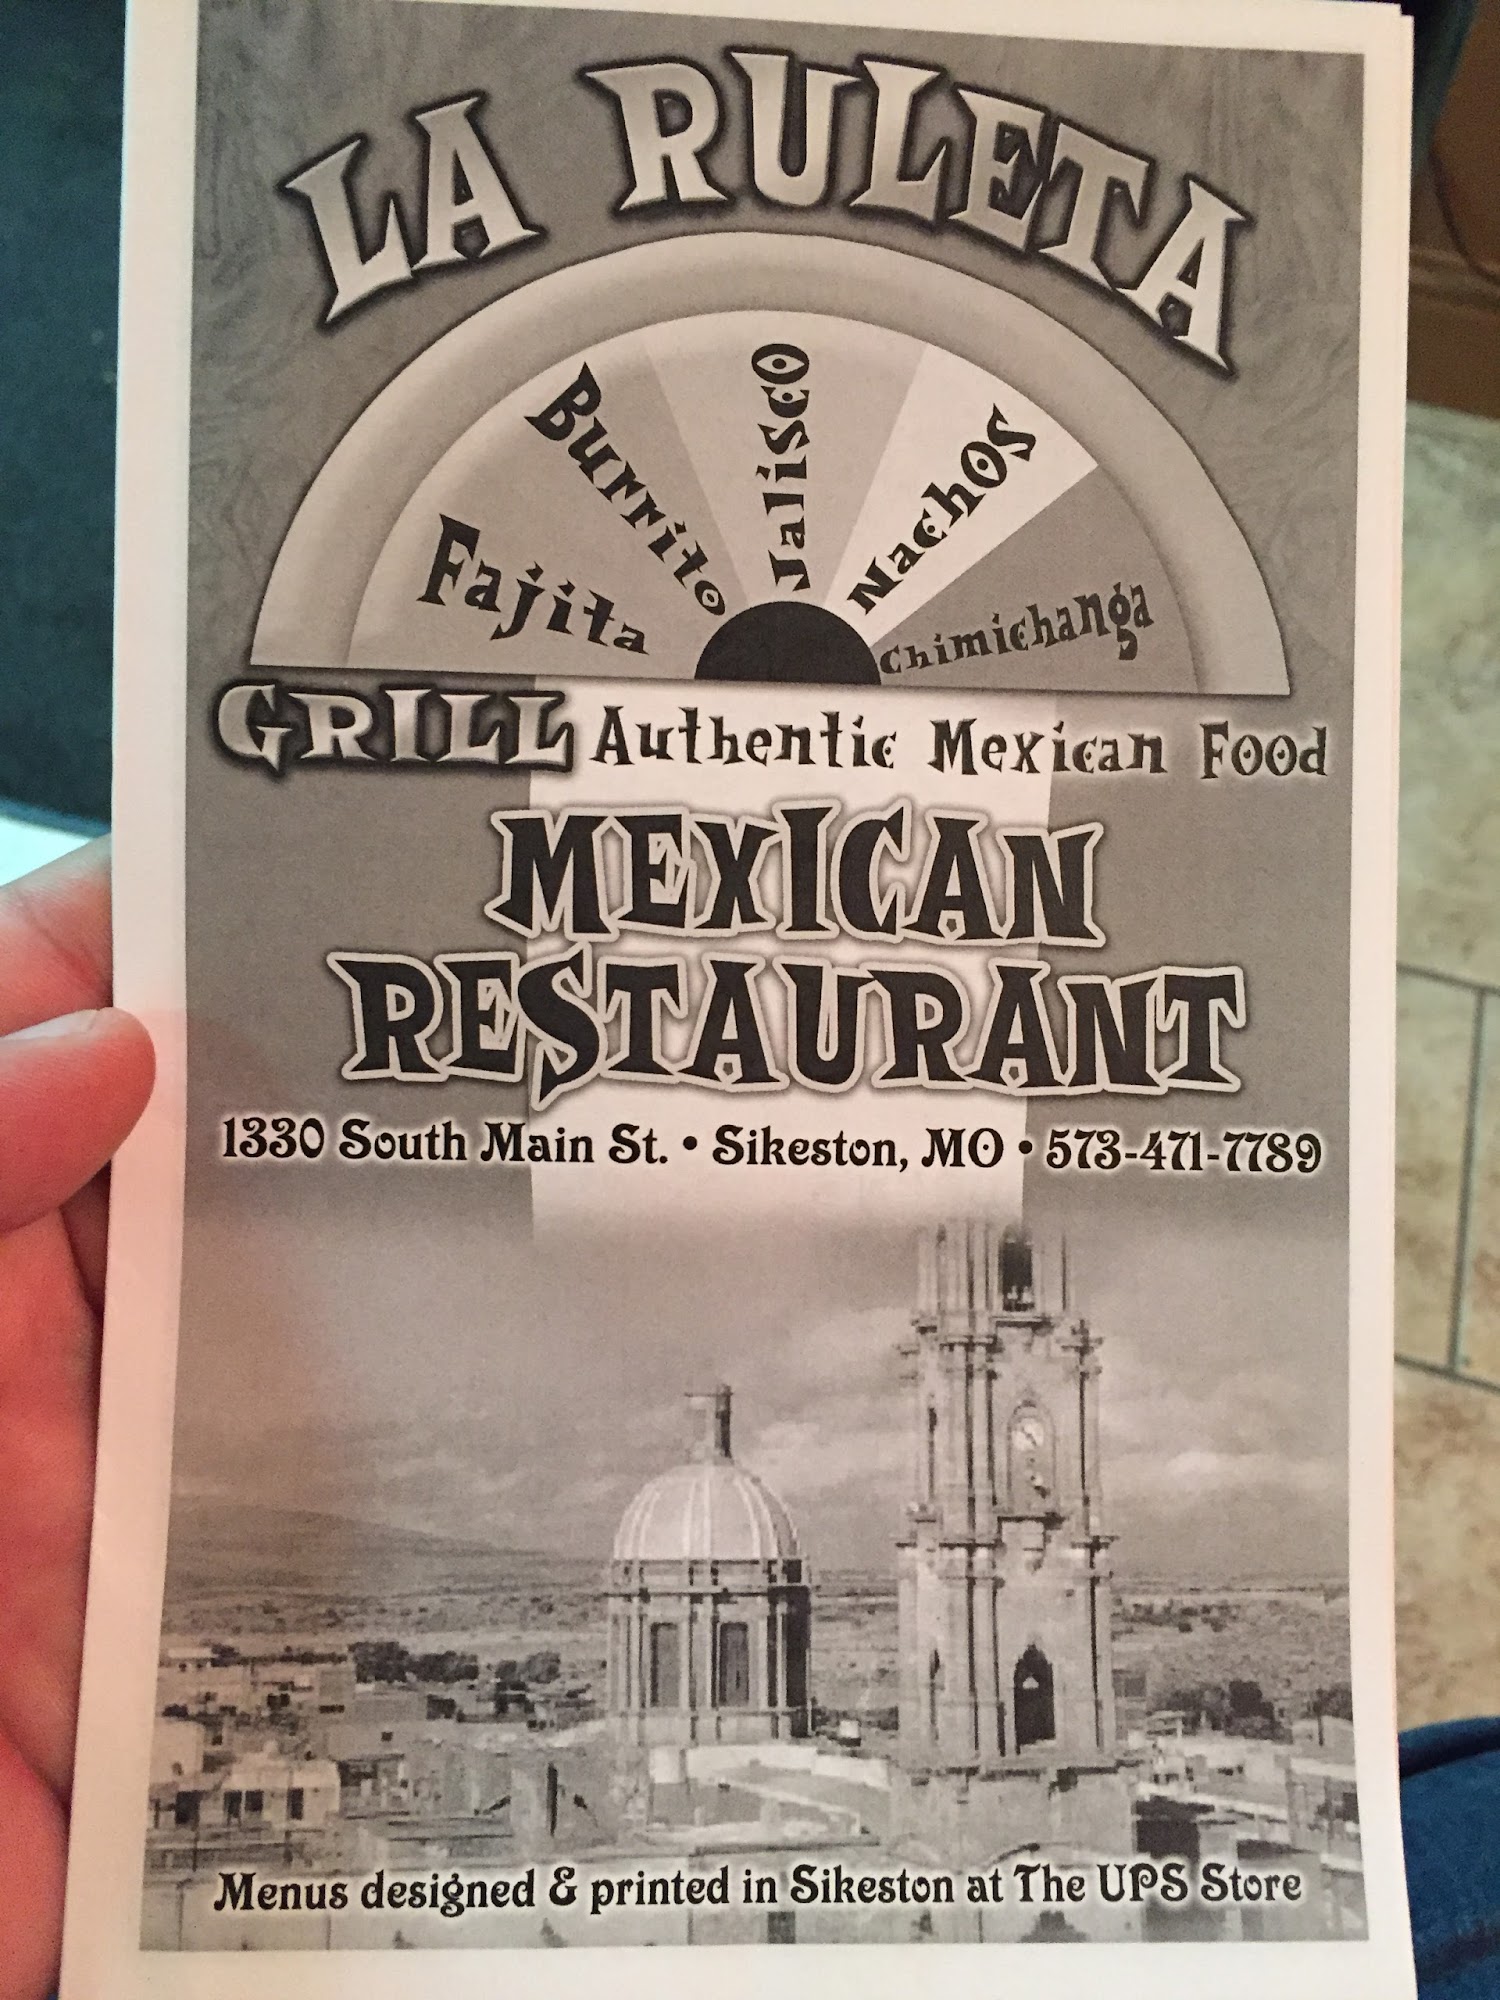 LA RULETA
Fajita
Burrito
Jalisco
Nachos
Chimichanga
GRILL Authentic Mexican Food
MEXICAN
RESTAURANT
1330 South Main St. • Sikeston, MO • 573-471-7789
Menus designed & printed in Sikeston at The UPS Store